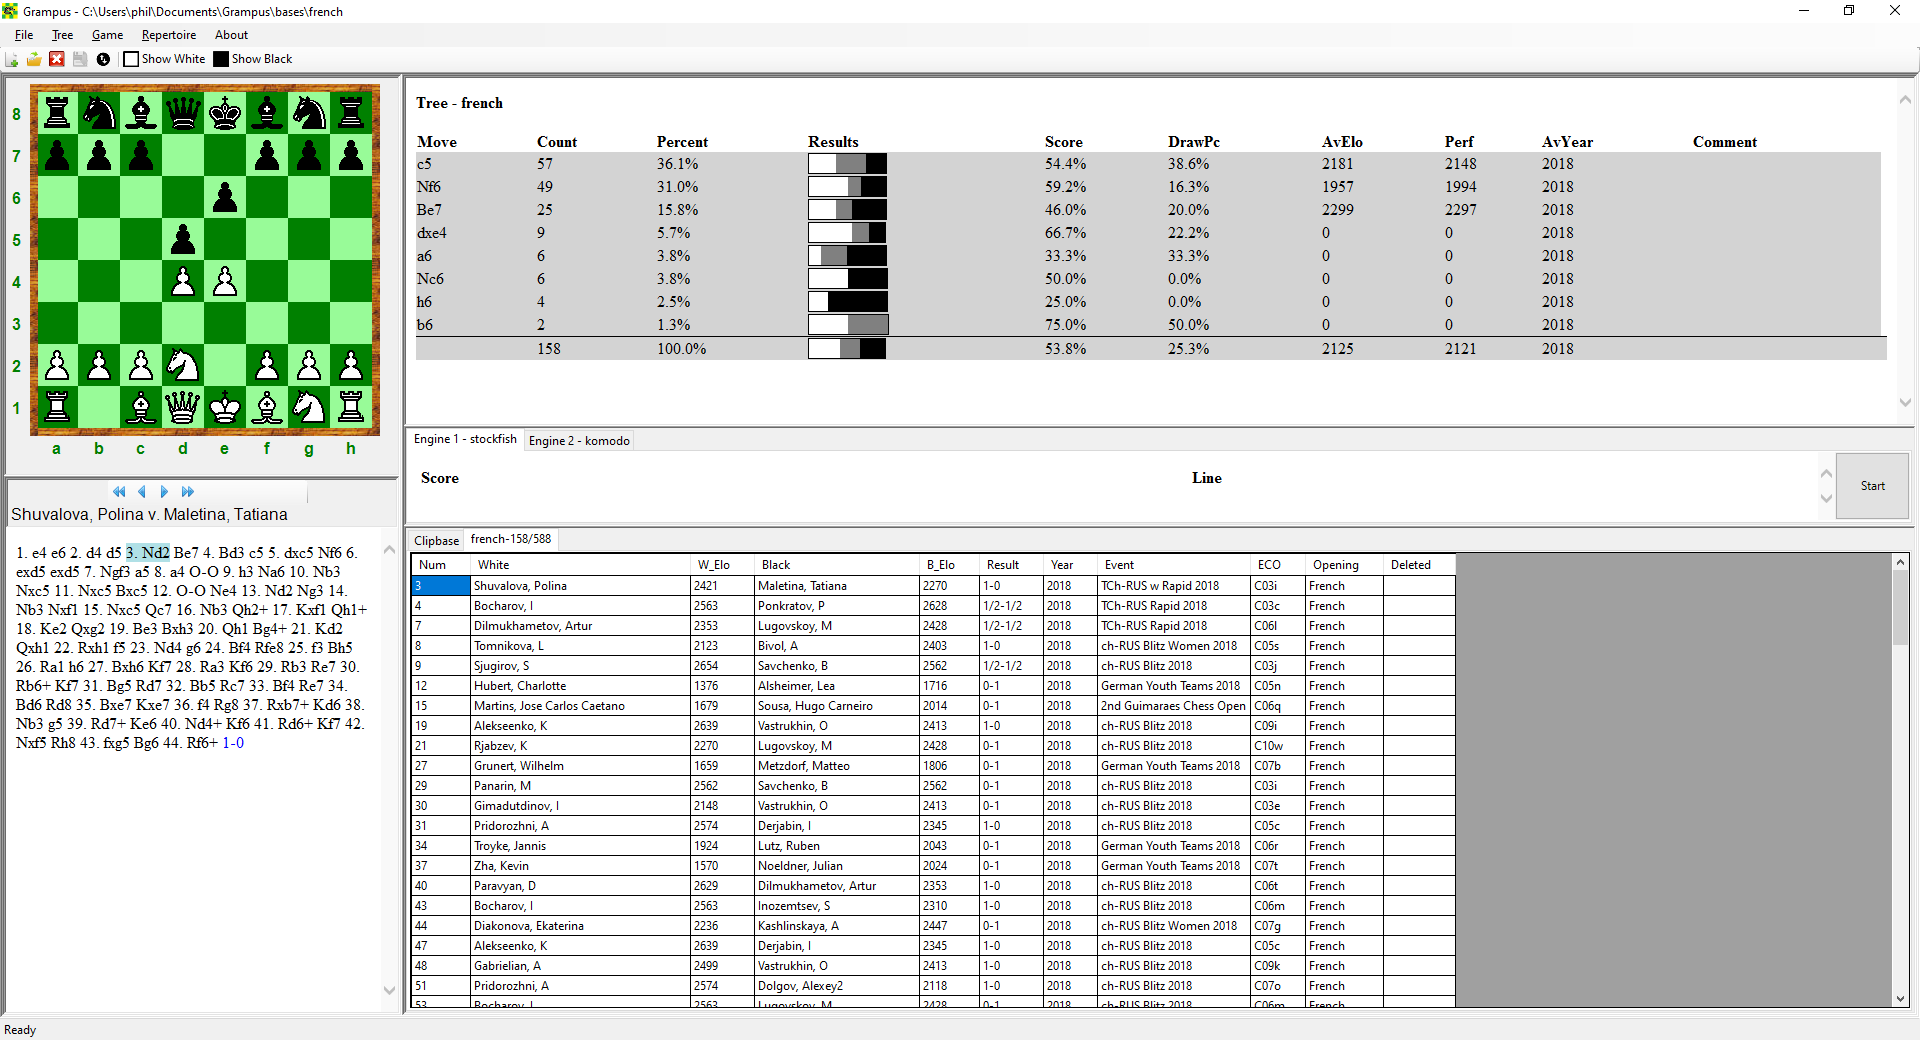 Grampus - C:\Users\phil\Documents\Grampus\bases\french
File Tree Game Repertoire About
Show White Show Black
8
7
6
5
4
3
2
1
a b c d e f g h
Shuvalova, Polina v. Maletina, Tatiana
1. e4 e6 2. d4 d5 3. Nd2 Be7 4. Bd3 c5 5. dxc5 Nf6 6.
exd5 exd5 7. Ngf3 a5 8. a4 O-O 9. h3 Na6 10. Nb3
Nxc5 11. Nxc5 Bxc5 12. O-O Ne4 13. Nd2 Ng3 14.
Nb3 Nxf1 15. Nxc5 Qc7 16. Nb3 Qh2+ 17. Kxf1 Qh1+
18. Ke2 Qxg2 19. Be3 Bxh3 20. Qh1 Bg4+ 21. Kd2
Qxh1 22. Rxh1 f5 23. Nd4 g6 24. Bf4 Rfe8 25. f3 Bh5
26. Ra1 h6 27. Bxh6 Kf7 28. Ra3 Kf6 29. Rb3 Re7 30.
Rb6+ Kf7 31. Bg5 Rd7 32. Bb5 Rc7 33. Bf4 Re7 34.
Bd6 Rd8 35. Bxe7 Kxe7 36. f4 Rg8 37. Rxb7+ Kd6 38.
Nb3 g5 39. Rd7+ Ke6 40. Nd4+ Kf6 41. Rd6+ Kf7 42.
Nxf5 Rh8 43. fxg5 Bg6 44. Rf6+ 1-0
Tree - french
Move Count Percent Results Score DrawPc AvElo Perf AvYear Comment
c5 57 36.1% 54.4% 38.6% 2181 2148 2018
Nf6 49 31.0% 59.2% 16.3% 1957 1994 2018
Be7 25 15.8% 46.0% 20.0% 2299 2297 2018
dxe4 9 5.7% 66.7% 22.2% 0 0 2018
a6 6 3.8% 33.3% 33.3% 0 0 2018
Nc6 6 3.8% 50.0% 0.0% 0 0 2018
h6 4 2.5% 25.0% 0.0% 0 0 2018
b6 2 1.3% 75.0% 50.0% 0 0 2018
158 100.0% 53.8% 25.3% 2125 2121 2018
Engine 1 - stockfish Engine 2 - komodo
Score Line
Start
Clipbase french-158/588
Num White W_Elo Black B_Elo Result Year Event ECO Opening Deleted
3 Shuvalova, Polina 2421 Maletina, Tatiana 2270 1-0 2018 TCh-RUS w Rapid 2018 C03i French
4 Bocharov, I 2563 Ponkratov, P 2628 1/2-1/2 2018 TCh-RUS Rapid 2018 C03c French
7 Dilmukhametov, Artur 2353 Lugovskoy, M 2428 1/2-1/2 2018 TCh-RUS Rapid 2018 C06l French
8 Tomnikova, L 2123 Bivol, A 2403 1-0 2018 ch-RUS Blitz Women 2018 C05s French
9 Sjugirov, S 2654 Savchenko, B 2562 1/2-1/2 2018 ch-RUS Blitz 2018 C03j French
12 Hubert, Charlotte 1376 Alsheimer, Lea 1716 0-1 2018 German Youth Teams 2018 C05n French
15 Martins, Jose Carlos Caetano 1679 Sousa, Hugo Carneiro 2014 0-1 2018 2nd Guimaraes Chess Open C06q French
19 Alekseenko, K 2639 Vastrukhin, O 2413 1-0 2018 ch-RUS Blitz 2018 C09i French
21 Rjabzev, K 2270 Lugovskoy, M 2428 0-1 2018 ch-RUS Blitz 2018 C10w French
27 Grunert, Wilhelm 1659 Metzdorf, Matteo 1806 0-1 2018 German Youth Teams 2018 C07b French
29 Panarin, M 2562 Savchenko, B 2562 0-1 2018 ch-RUS Blitz 2018 C03i French
30 Gimadutdinov, I 2148 Vastrukhin, O 2413 0-1 2018 ch-RUS Blitz 2018 C03e French
31 Pridorozhni, A 2574 Derjabin, I 2345 1-0 2018 ch-RUS Blitz 2018 C05c French
34 Troyke, Jannis 1924 Lutz, Ruben 2043 0-1 2018 German Youth Teams 2018 C06r French
37 Zha, Kevin 1570 Noeldner, Julian 2024 0-1 2018 German Youth Teams 2018 C07t French
40 Paravyan, D 2629 Dilmukhametov, Artur 2353 1-0 2018 ch-RUS Blitz 2018 C06t French
43 Bocharov, I 2563 Inozemtsev, S 2310 1-0 2018 ch-RUS Blitz 2018 C06m French
44 Diakonova, Ekaterina 2236 Kashlinskaya, A 2447 0-1 2018 ch-RUS Blitz Women 2018 C07g French
47 Alekseenko, K 2639 Derjabin, I 2345 1-0 2018 ch-RUS Blitz 2018 C05c French
48 Gabrielian, A 2499 Vastrukhin, O 2413 1-0 2018 ch-RUS Blitz 2018 C09k French
51 Pridorozhni, A 2574 Dolgov, Alexey2 2118 1-0 2018 ch-RUS Blitz 2018 C07o French
53 Bocharov, I 2563 Lugovskoy, M 2428 0-1 2018 ch-RUS Blitz 2018 C06m French
Ready